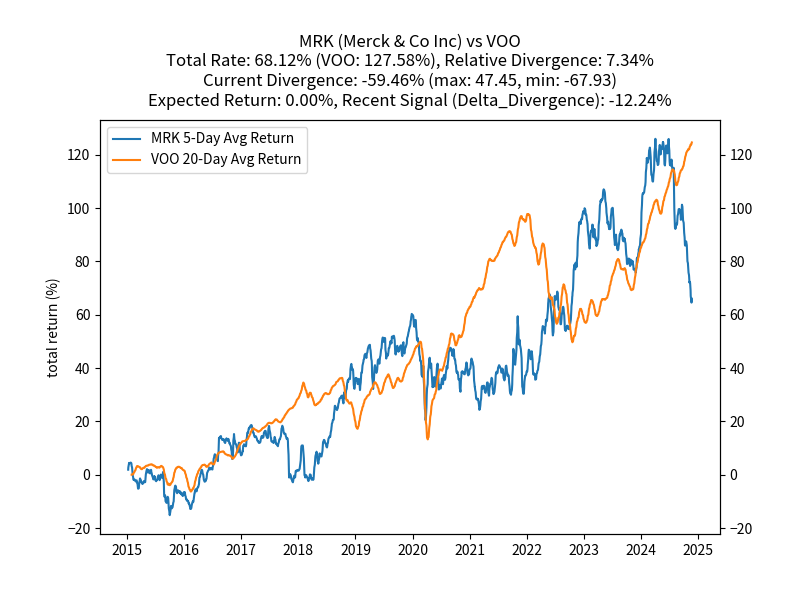 MRK (Merck & Co Inc) vs VOO
Total Rate: 68.12% (VOO: 127.58%), Relative Divergence: 7.34%
Current Divergence: -59.46% (max: 47.45, min: -67.93)
Expected Return: 0.00%, Recent Signal (Delta_Divergence): -12.24%
MRK 5-Day Avg Return
VOO 20-Day Avg Return
total return (%)
120 120
100 100
80 80
60 60
40 40
20 20
0 0
−20 −20
2015 2016 2017 2018 2019 2020 2021 2022 2023 2024 2025